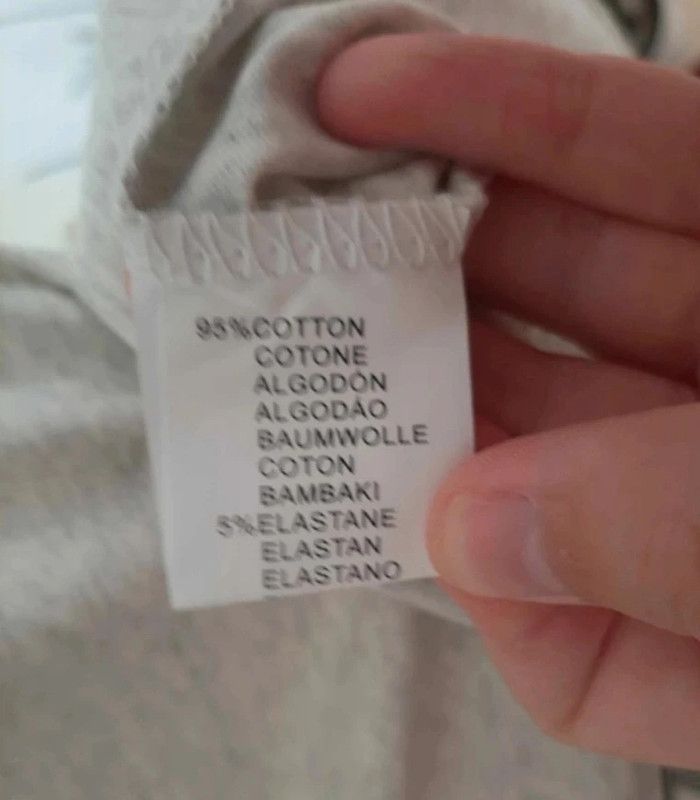 95%COTTON
COTONE
ALGODÓN
ALGODÃO
BAUMWOLLE
COTON
BAMBAKI
5%ELASTANE
ELASTAN
ELASTANO